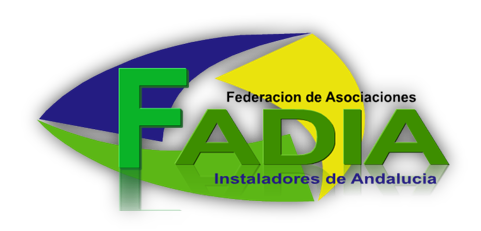 Federacion de Asociaciones
FADIA
Instaladores de Andalucia